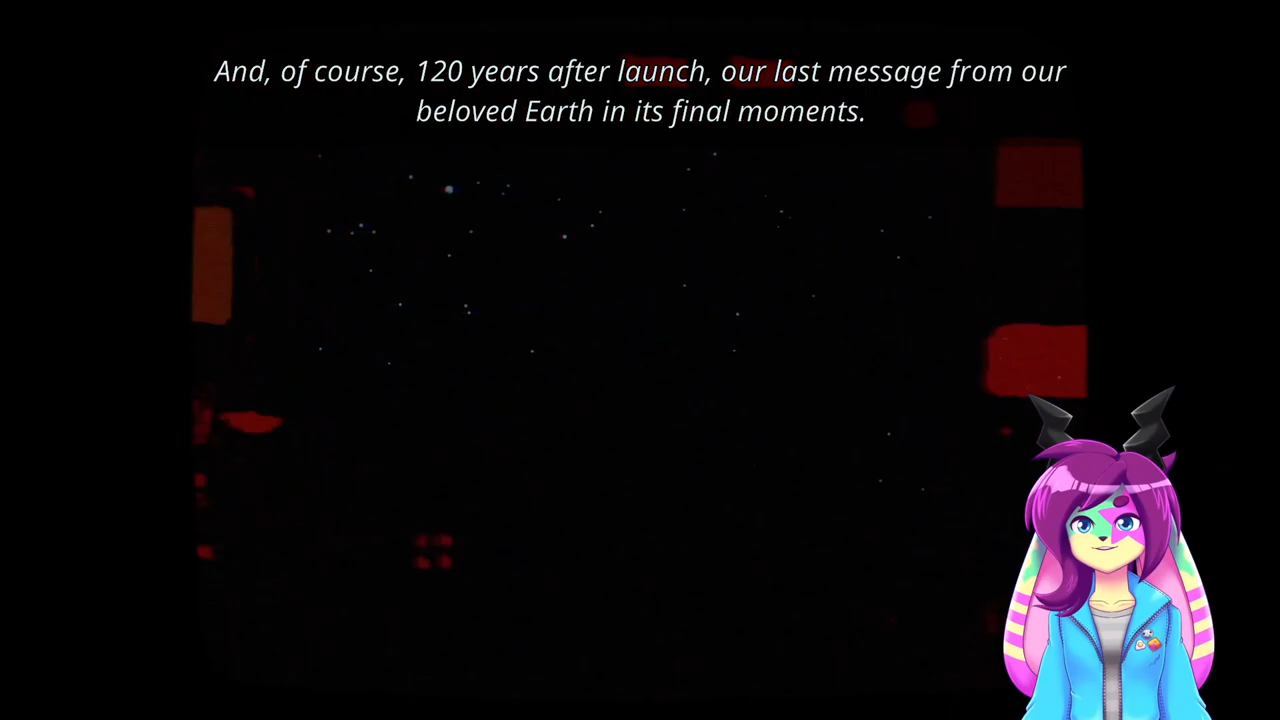 And, of course, 120 years after launch, our last message from our
beloved Earth in its final moments.